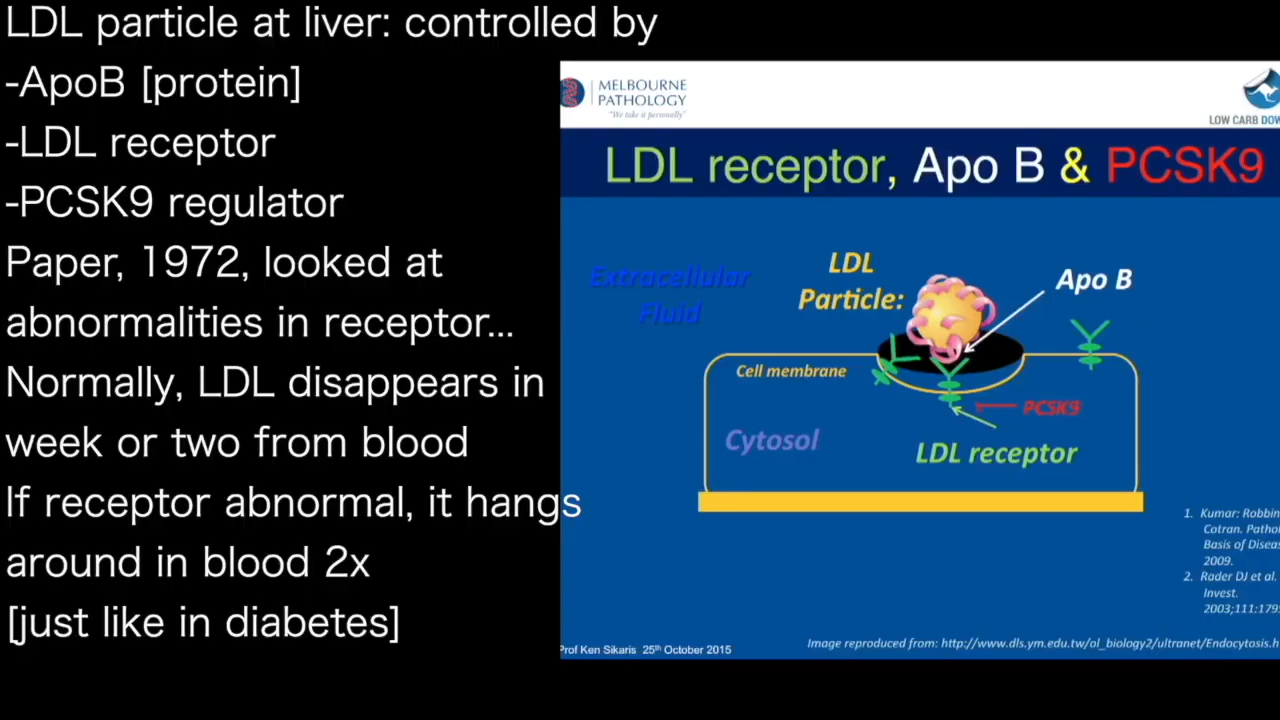 LDL particle at liver: controlled by
-ApoB [protein]
-LDL receptor
-PCSK9 regulator
Paper, 1972, looked at
abnormalities in receptor...
Normally, LDL disappears in
week or two from blood
If receptor abnormal, it hangs
around in blood 2x
[just like in diabetes]
MELBOURNE
PATHOLOGY
"We take it personally"
LOW CARB DOW
LDL receptor, Apo B & PCSK9
Extracellular
Fluid
LDL
Particle:
Apo B
Cell membrane
PCSK9
Cytosol
LDL receptor
1. Kumar: Robbin
Cotran. Patho
Basis of Disea
2009.
2. Rader DJ et al.
Invest.
2003;111:179
Prof Ken Sikaris 25th October 2015
Image reproduced from: http://www.dls.ym.edu.tw/ol_biology2/ultranet/Endocytosis.h